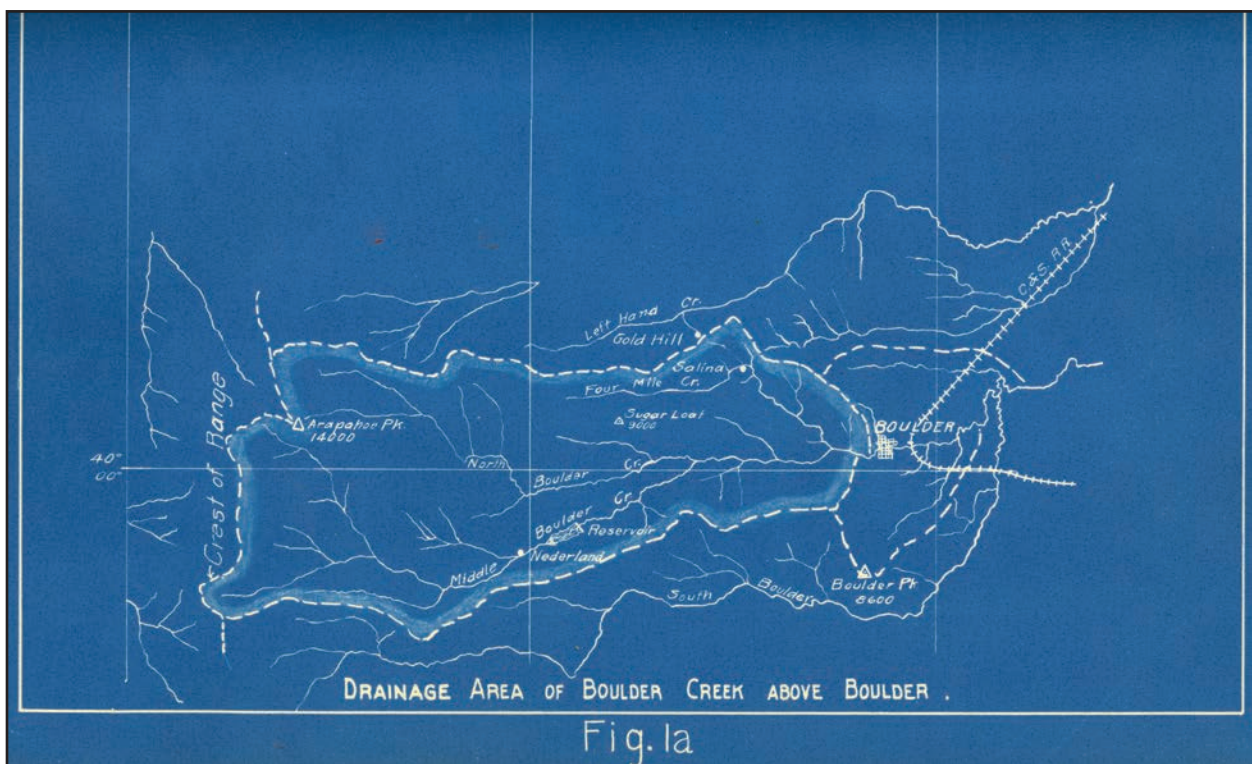 C.&S. R.R.
Left Hand Cr.
Gold Hill
Salina
Four Mile Cr.
Crest of Range
Arapahoe Pk.
14000
Sugar Loaf
9000
BOULDER
40°
00'
North Boulder Cr.
Middle Boulder Cr.
Reservoir
Nederland
South Boulder
Boulder Pk
8600
DRAINAGE AREA OF BOULDER CREEK ABOVE BOULDER .
Fig. 1a